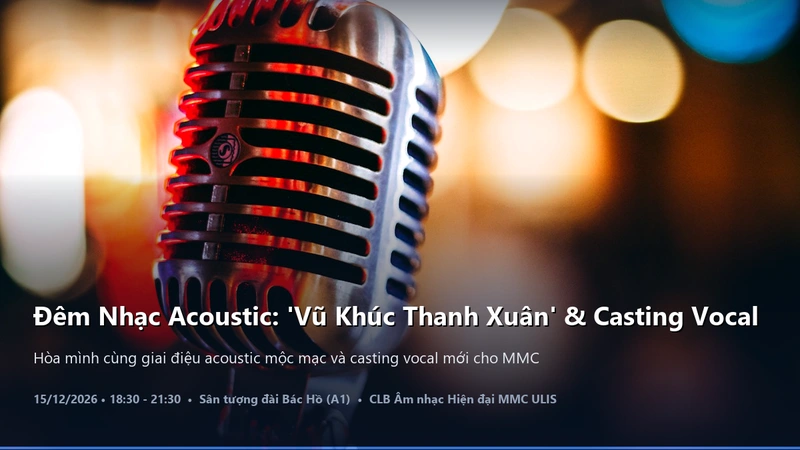 Đêm Nhạc Acoustic: 'Vũ Khúc Thanh Xuân' & Casting Vocal
Hòa mình cùng giai điệu acoustic mộc mạc và casting vocal mới cho MMC
15/12/2026 • 18:30 - 21:30 • Sân tượng đài Bác Hồ (A1) • CLB Âm nhạc Hiện đại MMC ULIS